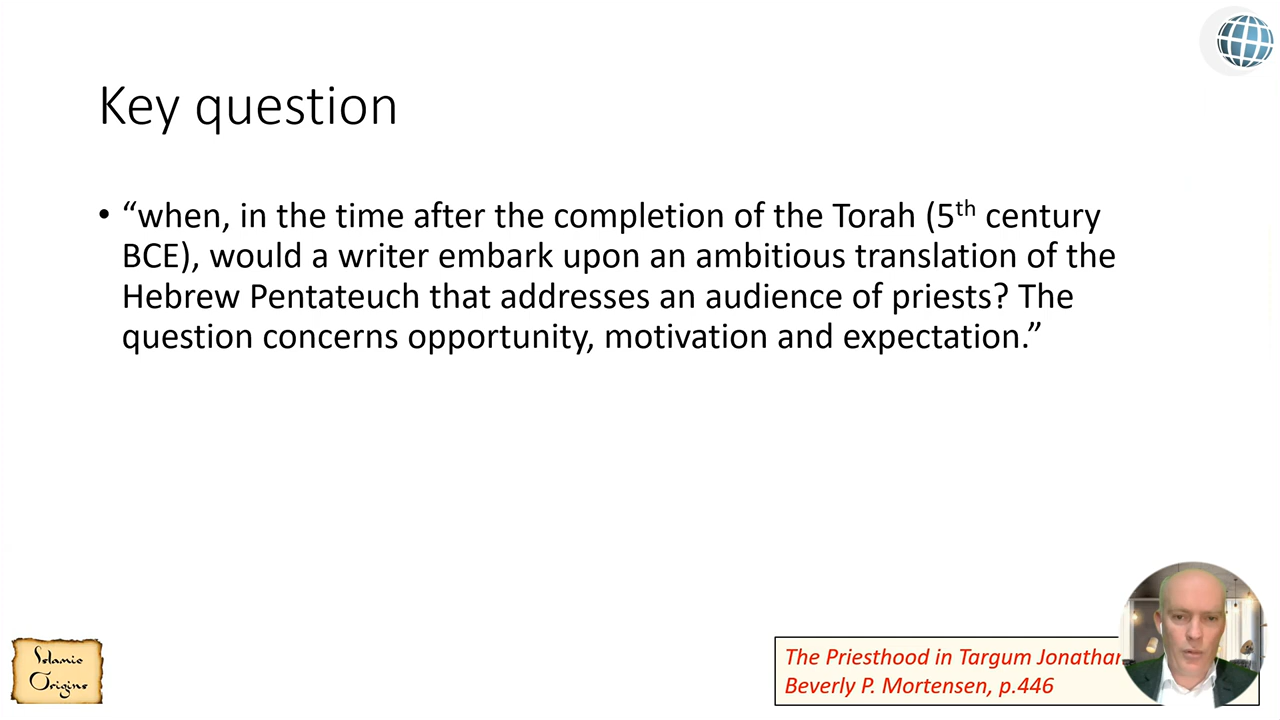 Key question
• “when, in the time after the completion of the Torah (5th century
BCE), would a writer embark upon an ambitious translation of the
Hebrew Pentateuch that addresses an audience of priests? The
question concerns opportunity, motivation and expectation.”
The Priesthood in Targum Jonathan
Beverly P. Mortensen, p.446
Islamic
Origins